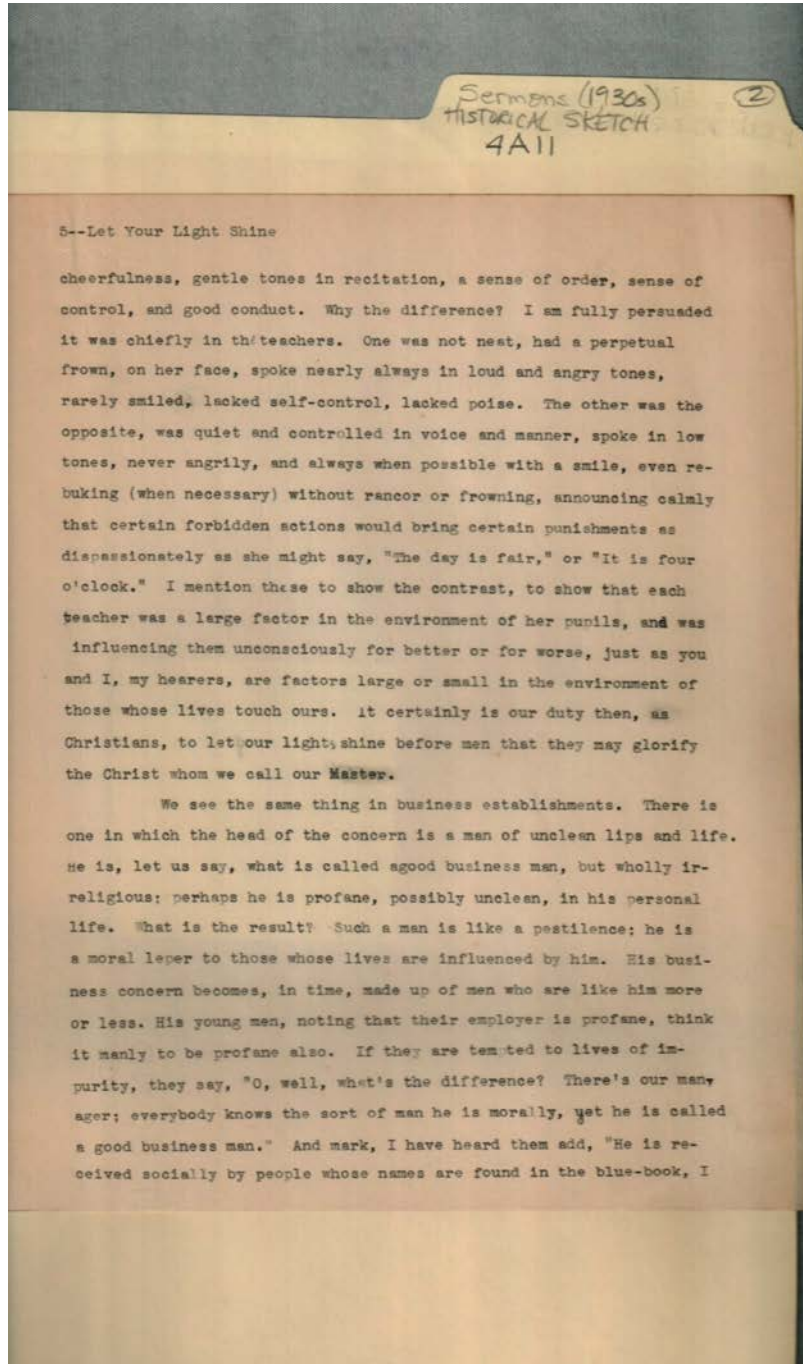 Sermons (1930s)
2
HISTORICAL SKETCH
4A11
5--Let Your Light Shine
cheerfulness, gentle tones in recitation, a sense of order, sense of
control, and good conduct. Why the difference? I am fully persuaded
it was chiefly in the teachers. One was not neat, had a perpetual
frown, on her face, spoke nearly always in loud and angry tones,
rarely smiled, lacked self-control, lacked poise. The other was the
opposite, was quiet and controlled in voice and manner, spoke in low
tones, never angrily, and always when possible with a smile, even re-
buking (when necessary) without rancor or frowning, announcing calmly
that certain forbidden actions would bring certain punishments as
dispassionately as she might say, "The day is fair," or "It is four
o'clock." I mention these to show the contrast, to show that each
teacher was a large factor in the environment of her pupils, and was
influencing them unconsciously for better or for worse, just as you
and I, my hearers, are factors large or small in the environment of
those whose lives touch ours. It certainly is our duty then, as
Christians, to let our lights shine before men that they may glorify
the Christ whom we call our Master.
We see the same thing in business establishments. There is
one in which the head of the concern is a man of unclean lips and life.
He is, let us say, what is called agood business man, but wholly ir-
religious; perhaps he is profane, possibly unclean, in his personal
life. What is the result? Such a man is like a pestilence; he is
a moral leper to those whose lives are influenced by him. His busi-
ness concern becomes, in time, made up of men who are like him more
or less. His young men, noting that their employer is profane, think
it manly to be profane also. If they are tempted to lives of im-
purity, they say, "O, well, what's the difference? There's our man-
ager; everybody knows the sort of man he is morally, yet he is called
a good business man." And mark, I have heard them add, "He is re-
ceived socially by people whose names are found in the blue-book, I